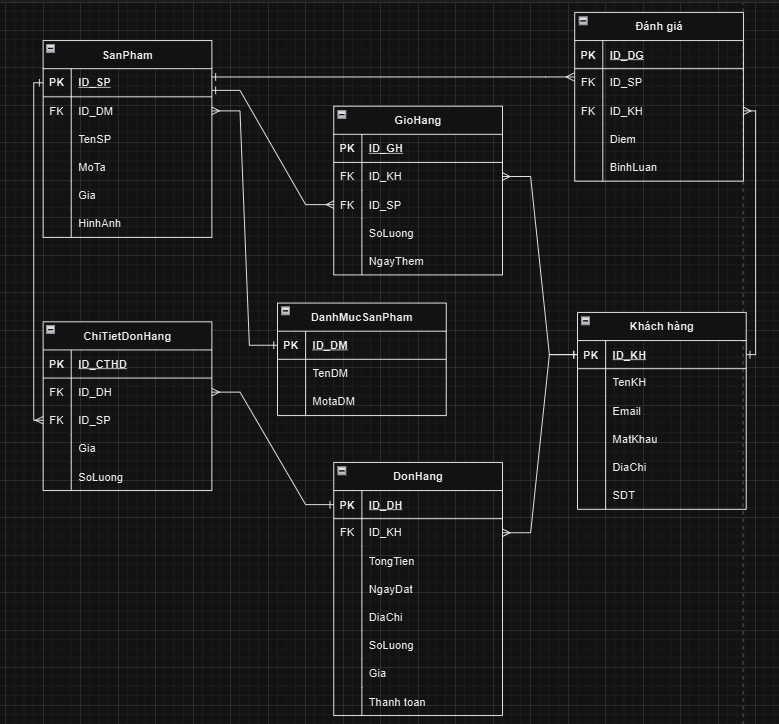 SanPham
PK ID_SP
FK ID_DM
TenSP
MoTa
Gia
HinhAnh
Đánh giá
PK ID_DG
FK ID_SP
FK ID_KH
Diem
BinhLuan
GioHang
PK ID_GH
FK ID_KH
FK ID_SP
SoLuong
NgayThem
DanhMucSanPham
PK ID_DM
TenDM
MotaDM
ChiTietDonHang
PK ID_CTHD
FK ID_DH
FK ID_SP
Gia
SoLuong
Khách hàng
PK ID_KH
TenKH
Email
MatKhau
DiaChi
SDT
DonHang
PK ID_DH
FK ID_KH
TongTien
NgayDat
DiaChi
SoLuong
Gia
Thanh toan